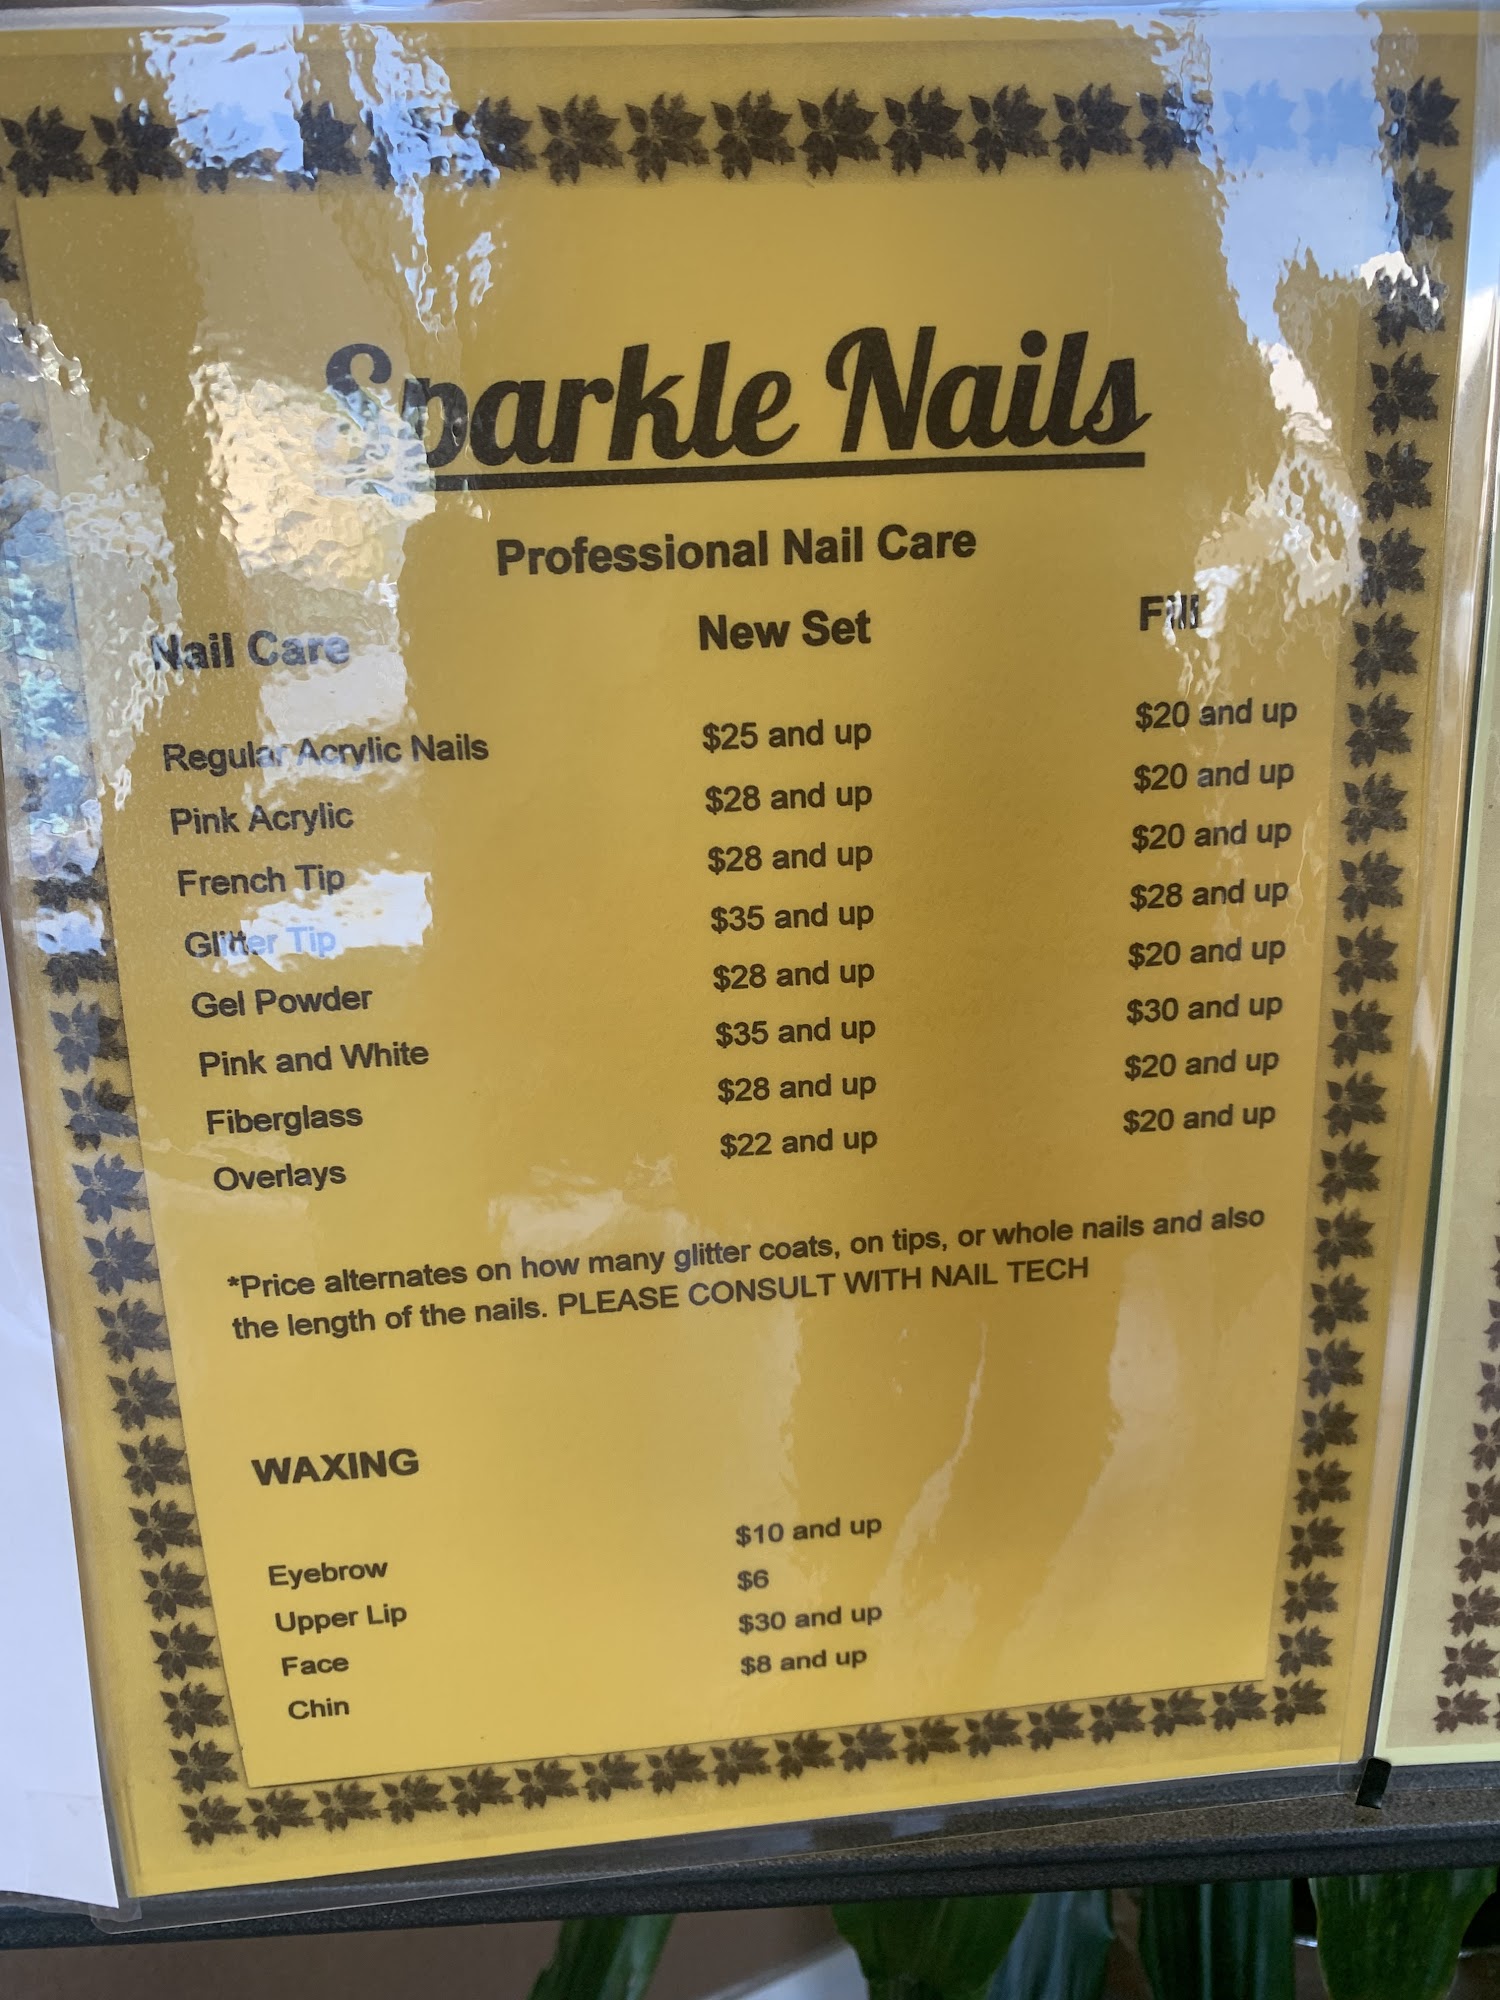 Sparkle Nails
Professional Nail Care
Nail Care New Set Fill
Regular Acrylic Nails $25 and up $20 and up
Pink Acrylic $28 and up $20 and up
French Tip $28 and up $20 and up
Glitter Tip $35 and up $28 and up
Gel Powder $28 and up $20 and up
Pink and White $35 and up $30 and up
Fiberglass $28 and up $20 and up
Overlays $22 and up $20 and up
*Price alternates on how many glitter coats, on tips, or whole nails and also
the length of the nails. PLEASE CONSULT WITH NAIL TECH
WAXING
Eyebrow $10 and up
Upper Lip $6
Face $30 and up
Chin $8 and up